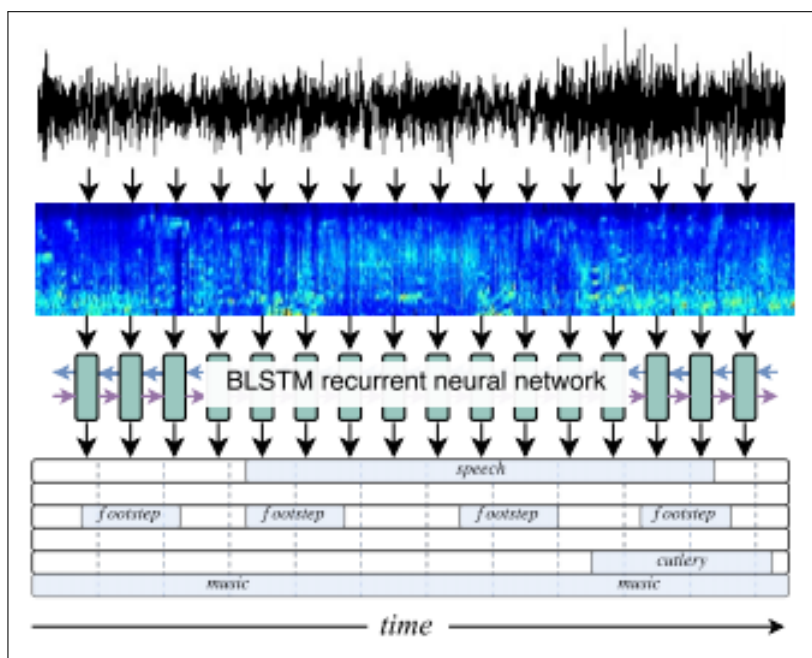 BLSTM recurrent neural network
speech
footstep footstep footstep footstep
cutlery
music music
time